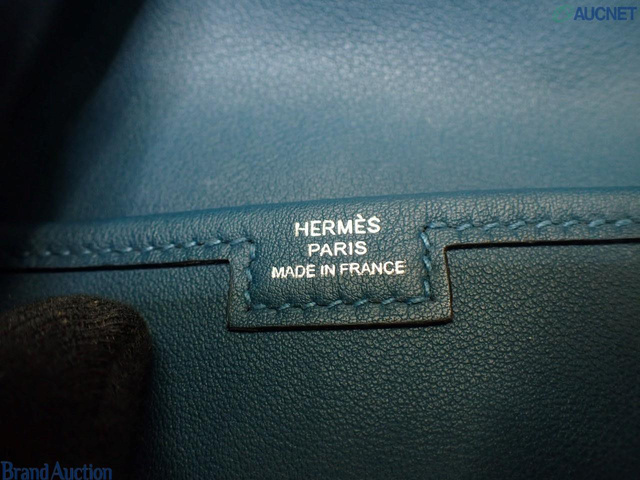 AUCNET
HERMÈS
PARIS
MADE IN FRANCE
Brand Auction